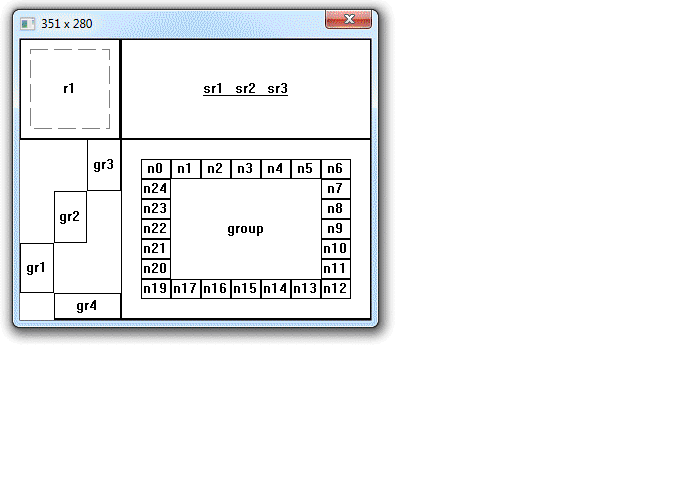 351 x 280
r1
sr1 sr2 sr3
gr3
gr2
gr1
gr4
n0 n1 n2 n3 n4 n5 n6
n24 n7
n23 n8
n22 group n9
n21 n10
n20 n11
n19 n17 n16 n15 n14 n13 n12